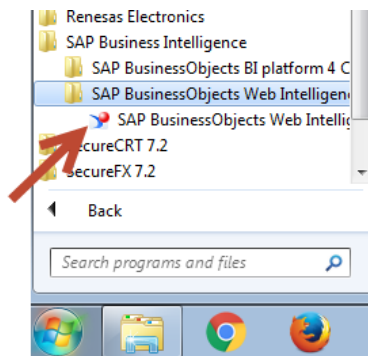 Renesas Electronics
SAP Business Intelligence
SAP BusinessObjects BI platform 4 C
SAP BusinessObjects Web Intelligen
SAP BusinessObjects Web Intellig
SecureCRT 7.2
SecureFX 7.2
Back
Search programs and files